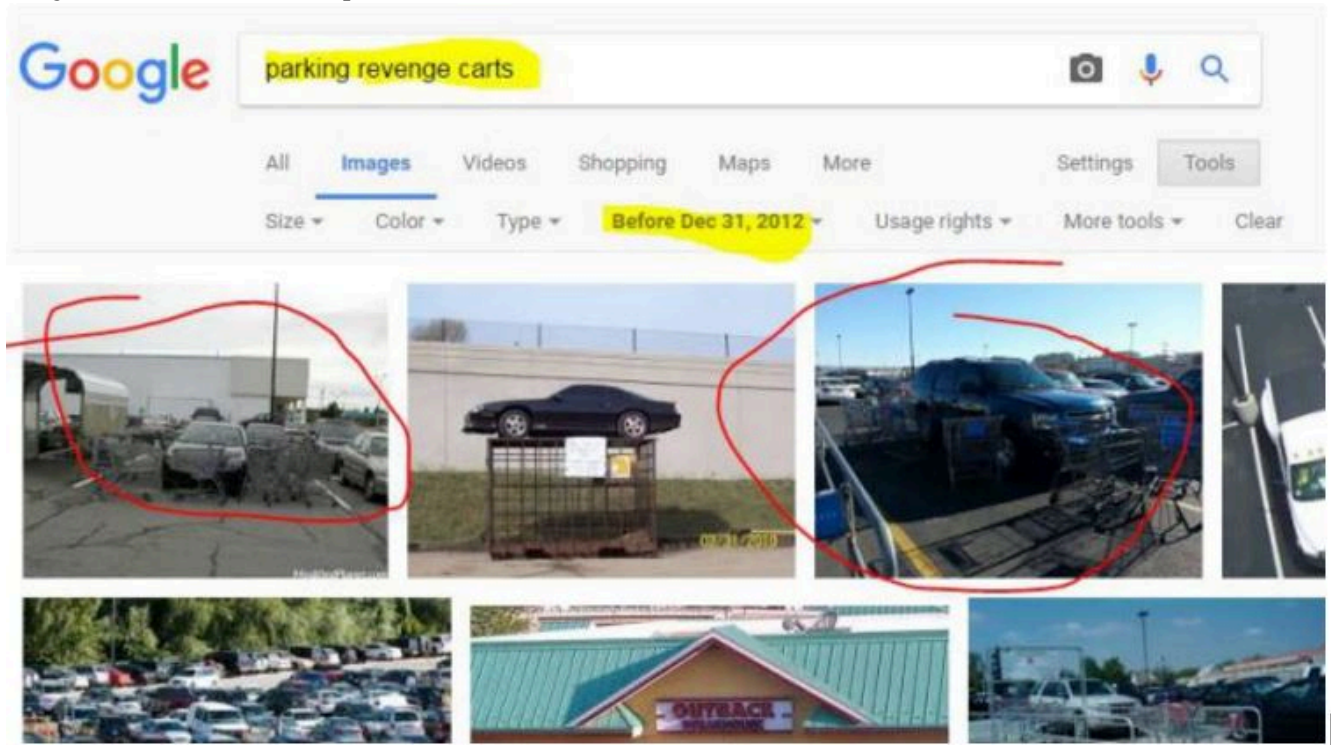 Google
parking revenge carts
All Images Videos Shopping Maps More Settings Tools
Size Color Type Before Dec 31, 2012 Usage rights More tools Clear
OUTBACK